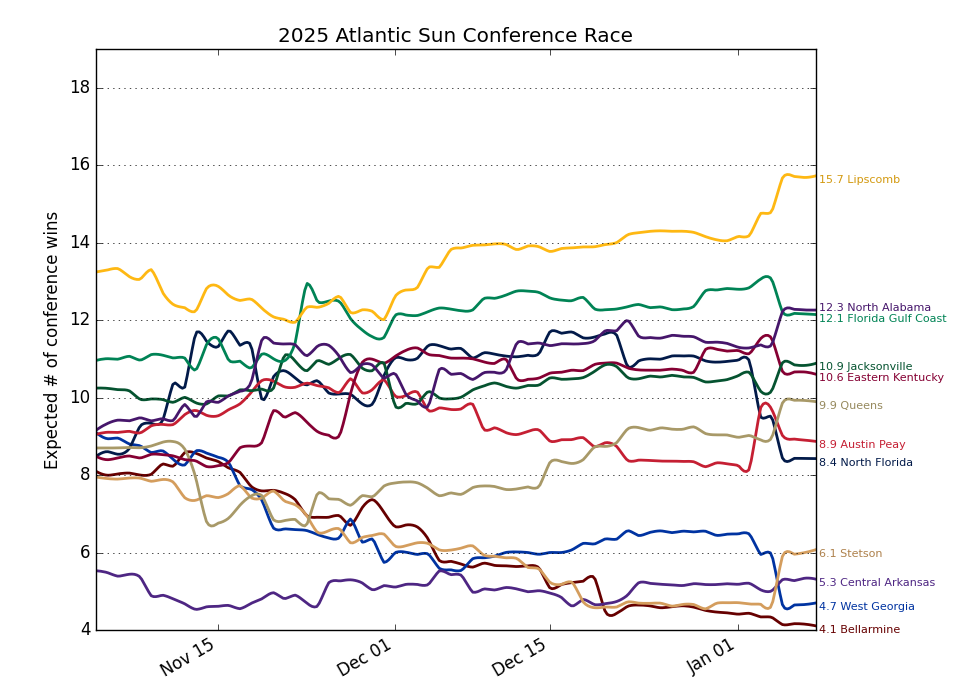 2025 Atlantic Sun Conference Race
Expected # of conference wins
18
16
14
12
10
8
6
4
Nov 15
Dec 01
Dec 15
Jan 01
15.7 Lipscomb
12.3 North Alabama
12.1 Florida Gulf Coast
10.9 Jacksonville
10.6 Eastern Kentucky
9.9 Queens
8.9 Austin Peay
8.4 North Florida
6.1 Stetson
5.3 Central Arkansas
4.7 West Georgia
4.1 Bellarmine